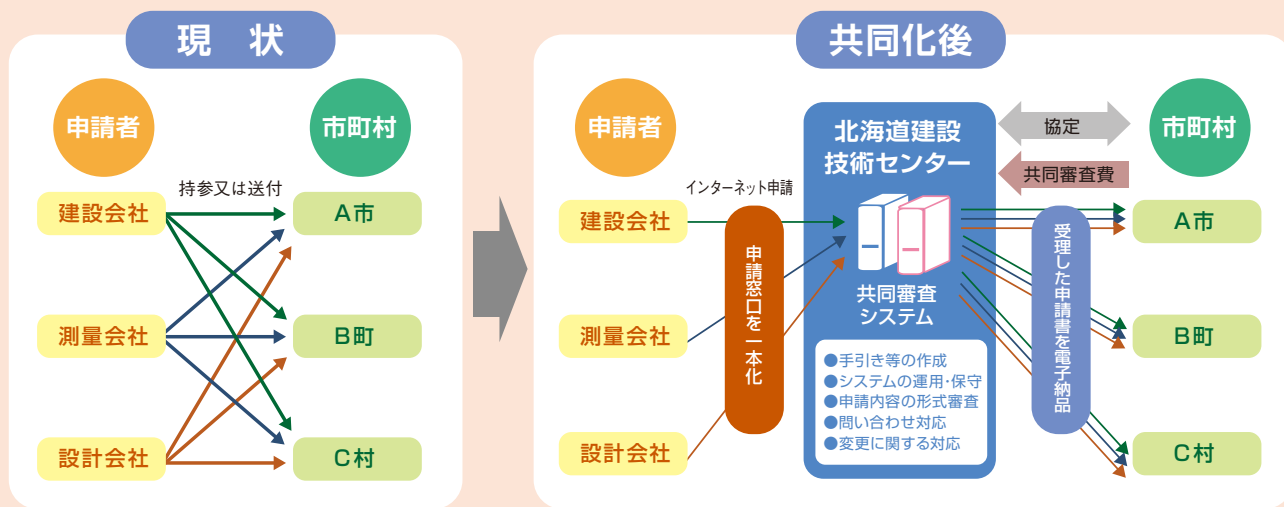 現 状
申請者
市町村
持参又は送付
建設会社
A市
測量会社
B町
設計会社
C村
共同化後
申請者
北海道建設
技術センター
協定
市町村
共同審査費
インターネット申請
建設会社
測量会社
設計会社
申請窓口を一本化
共同審査
システム
●手引き等の作成
●システムの運用・保守
●申請内容の形式審査
●問い合わせ対応
●変更に関する対応
受理した申請書を電子納品
A市
B町
C村